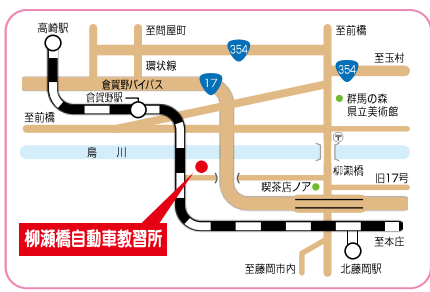 高崎駅
至問屋町
至前橋
354
環状線
至玉村
354
17
倉賀野バイパス
倉賀野駅
群馬の森
県立美術館
至前橋
〒
烏　川
柳瀬橋
旧17号
喫茶店ノア
柳瀬橋自動車教習所
至本庄
至藤岡市内
北藤岡駅